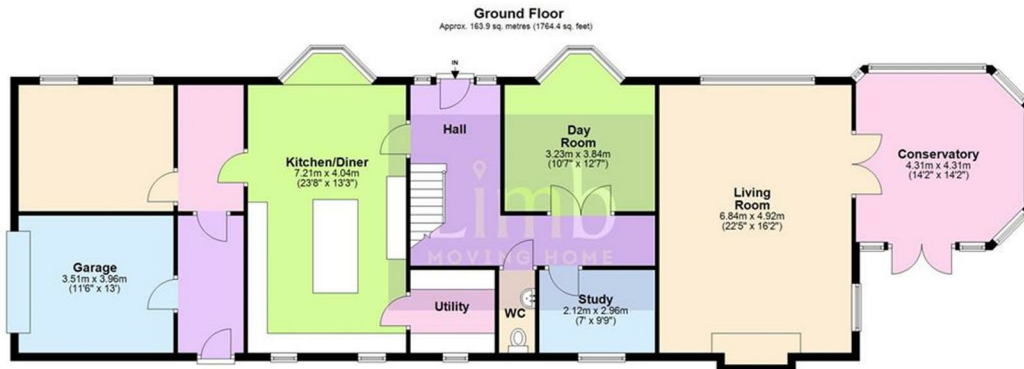 Ground Floor
Approx. 163.9 sq. metres (1764.4 sq. feet)
IN
Hall
Kitchen/Diner
7.21m x 4.04m
(23'8" x 13'3")
Day
Room
3.23m x 3.84m
(10'7" x 12'7")
Living
Room
6.84m x 4.92m
(22'5" x 16'2")
Conservatory
4.31m x 4.31m
(14'2" x 14'2")
limb
MOVING HOME
Garage
3.51m x 3.96m
(11'6" x 13')
Utility
WC
Study
2.12m x 2.96m
(7' x 9'9")